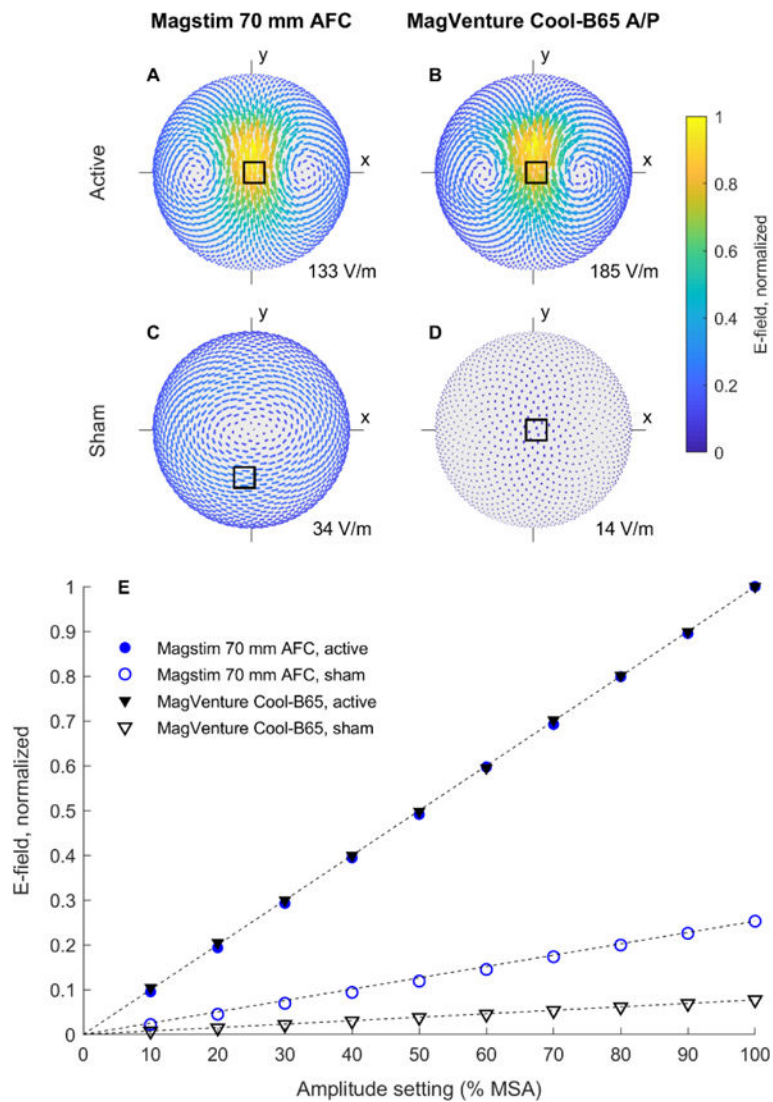 Magstim 70 mm AFC MagVenture Cool-B65 A/P
A y B y
Active x x
133 V/m 185 V/m
1
0.8
0.6
0.4
0.2
0
E-field, normalized
C y D y
Sham x x
34 V/m 14 V/m
E
Magstim 70 mm AFC, active
Magstim 70 mm AFC, sham
MagVenture Cool-B65, active
MagVenture Cool-B65, sham
E-field, normalized
1
0.9
0.8
0.7
0.6
0.5
0.4
0.3
0.2
0.1
0
0 10 20 30 40 50 60 70 80 90 100
Amplitude setting (% MSA)